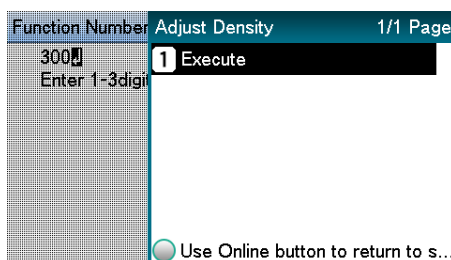 Function Number
300
Enter 1-3digi
Adjust Density 1/1 Page
1 Execute
Use Online button to return to s...